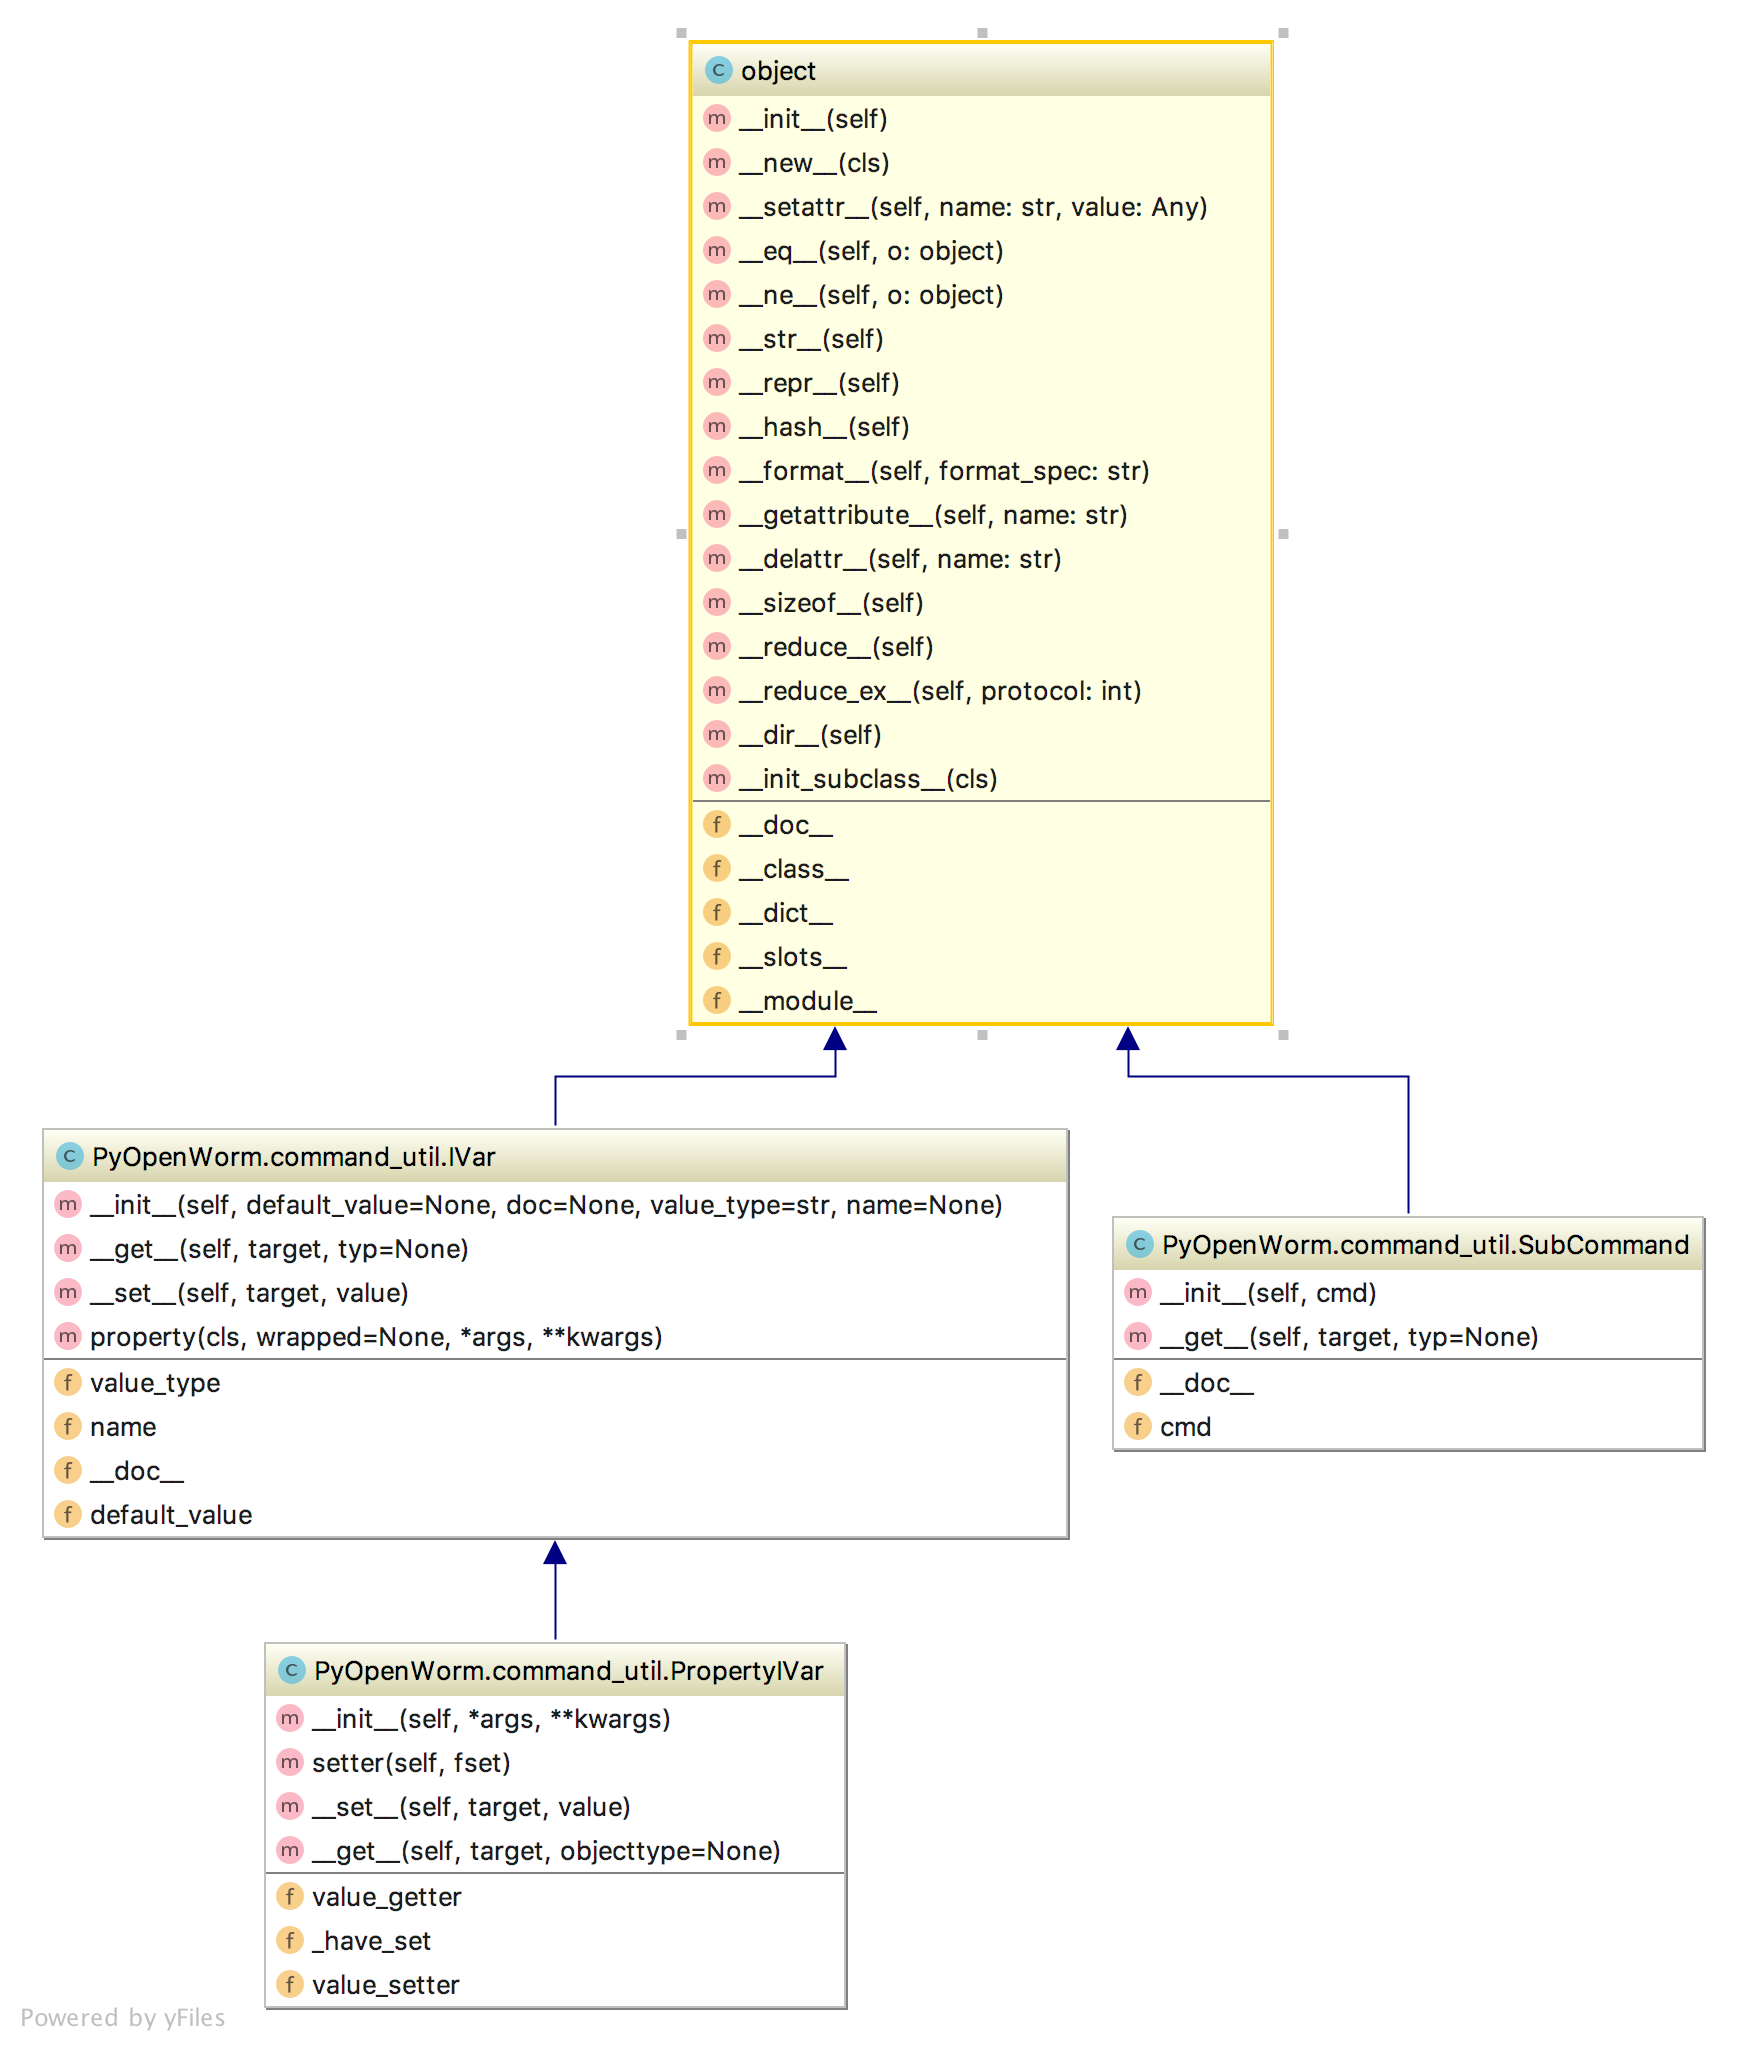 C object
m __init__(self)
m __new__(cls)
m __setattr__(self, name: str, value: Any)
m __eq__(self, o: object)
m __ne__(self, o: object)
m __str__(self)
m __repr__(self)
m __hash__(self)
m __format__(self, format_spec: str)
m __getattribute__(self, name: str)
m __delattr__(self, name: str)
m __sizeof__(self)
m __reduce__(self)
m __reduce_ex__(self, protocol: int)
m __dir__(self)
m __init_subclass__(cls)
f __doc__
f __class__
f __dict__
f __slots__
f __module__
C PyOpenWorm.command_util.IVar
m __init__(self, default_value=None, doc=None, value_type=str, name=None)
m __get__(self, target, typ=None)
m __set__(self, target, value)
m property(cls, wrapped=None, *args, **kwargs)
f value_type
f name
f __doc__
f default_value
C PyOpenWorm.command_util.SubCommand
m __init__(self, cmd)
m __get__(self, target, typ=None)
f __doc__
f cmd
C PyOpenWorm.command_util.PropertyIVar
m __init__(self, *args, **kwargs)
m setter(self, fset)
m __set__(self, target, value)
m __get__(self, target, objecttype=None)
f value_getter
f _have_set
f value_setter
Powered by yFiles